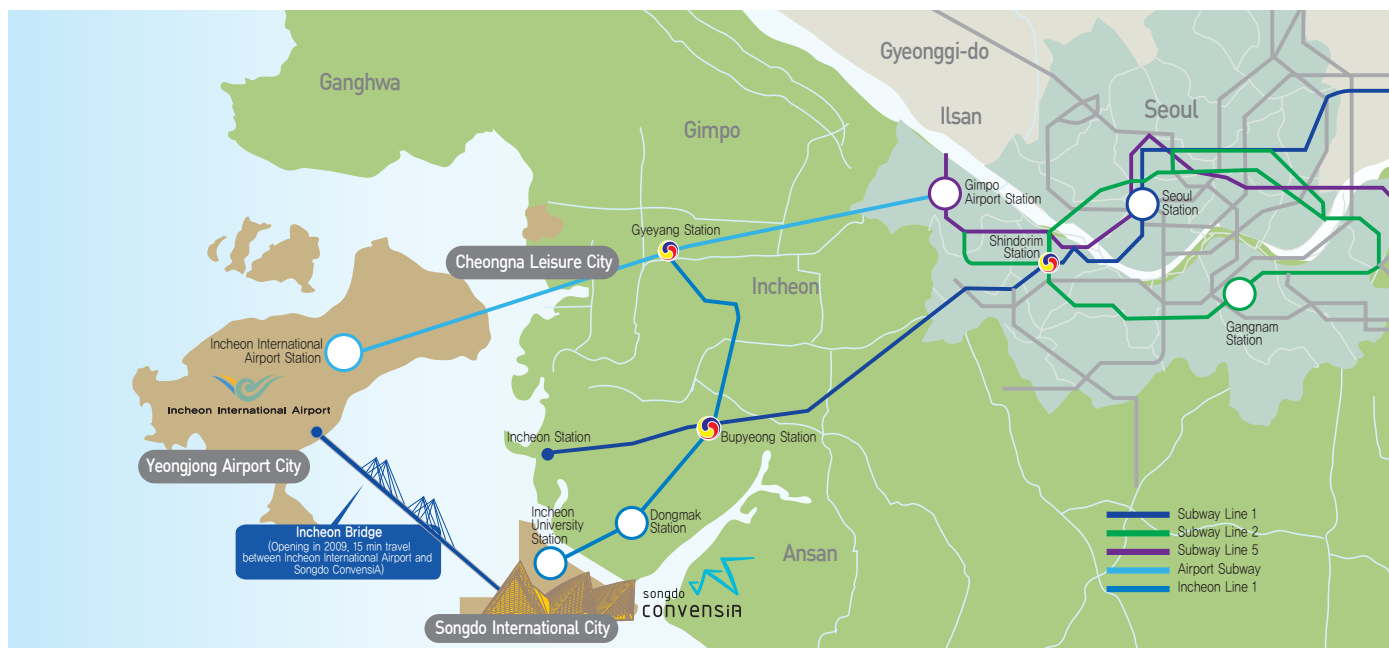 Ganghwa
Gimpo
Gyeonggi-do
Ilsan
Seoul
Gimpo
Airport Station
Seoul
Station
Gyeyang Station
Shindorim
Station
Cheongna Leisure City
Incheon
Gangnam
Station
Incheon International
Airport Station
Incheon International Airport
Incheon Station
Bupyeong Station
Yeongjong Airport City
Incheon
University
Station
Dongmak
Station
Incheon Bridge
(Opening in 2009, 15 min travel
between Incheon International Airport and
Songdo ConvensiA)
Ansan
songdo
convensiA
Songdo International City
Subway Line 1
Subway Line 2
Subway Line 5
Airport Subway
Incheon Line 1